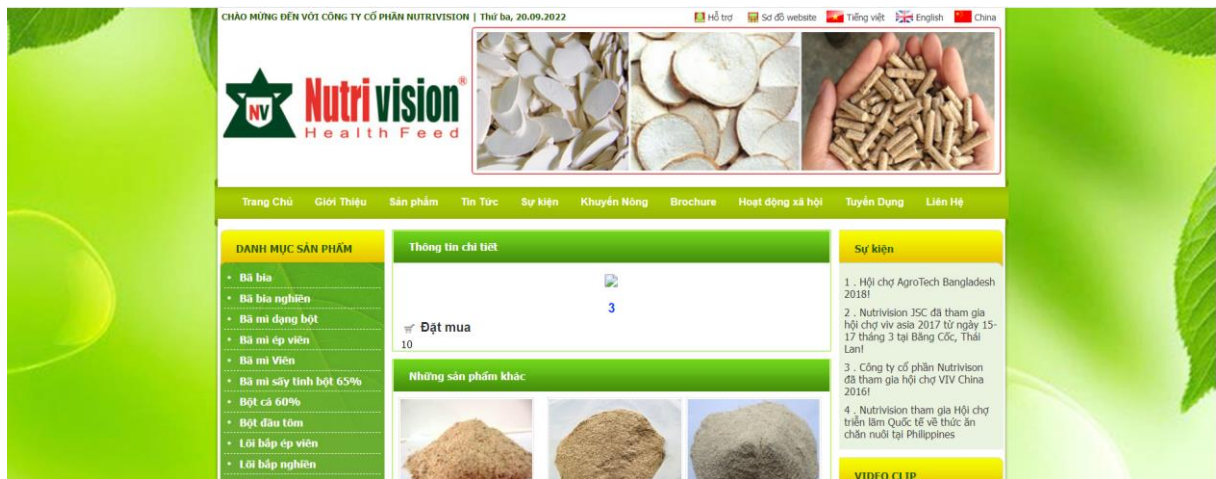 CHÀO MỪNG ĐẾN VỚI CÔNG TY CỔ PHẦN NUTRIVISION | Thứ ba, 20.09.2022
Hỗ trợ Sơ đồ website Tiếng việt English China
NV
Nutrivision®
Health Feed
Trang Chủ Giới Thiệu Sản phẩm Tin Tức Sự kiện Khuyến Nông Brochure Hoạt động xã hội Tuyển Dụng Liên Hệ
DANH MỤC SẢN PHẨM
Bã bia
Bã bia nghiền
Bã mì dạng bột
Bã mì ép viên
Bã mì Viên
Bã mì sấy tinh bột 65%
Bột cá 60%
Bột đầu tôm
Lõi bắp ép viên
Lõi bắp nghiền
Thông tin chi tiết
3
Đặt mua
10
Những sản phẩm khác
Sự kiện
1 . Hội chợ AgroTech Bangladesh
2018!
2 . Nutrivision JSC đã tham gia
hội chợ viv asia 2017 từ ngày 15-
17 tháng 3 tại Băng Cốc, Thái
Lan!
3 . Công ty cổ phần Nutrivison
đã tham gia hội chợ VIV China
2016!
4 . Nutrivision tham gia Hội chợ
triển lãm Quốc tế về thức ăn
chăn nuôi tại Philippines
VIDEO CLIP